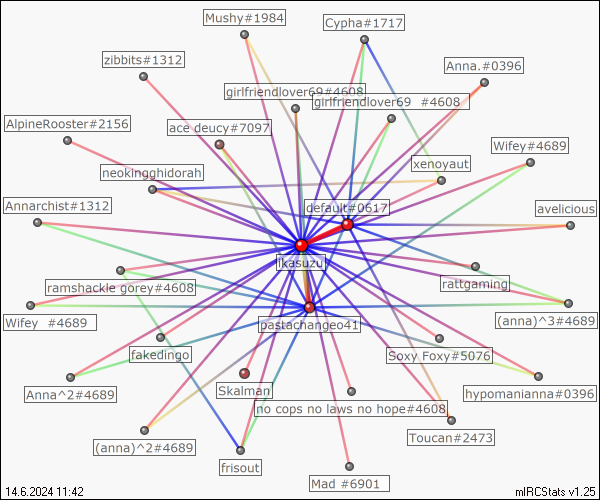 Mushy#1984
Cypha#1717
zibbits#1312
Anna.#0396
girlfriendlover69#4608
girlfriendlover69 #4608
AlpineRooster#2156
ace deucy#7097
Wifey#4689
xenoyaut
neokingghidorah
Annarchist#1312
default#0617
avelicious
ikasuzu
rattgaming
ramshackle gorey#4608
Wifey #4689
pastachangeo41
(anna)^3#4689
fakedingo
Soxy Foxy#5076
Anna^2#4689
Skalman
hypomanianna#0396
no cops no laws no hope#4608
(anna)^2#4689
Toucan#2473
frisout
Mad #6901
14.6.2024 11:42
mIRCStats v1.25